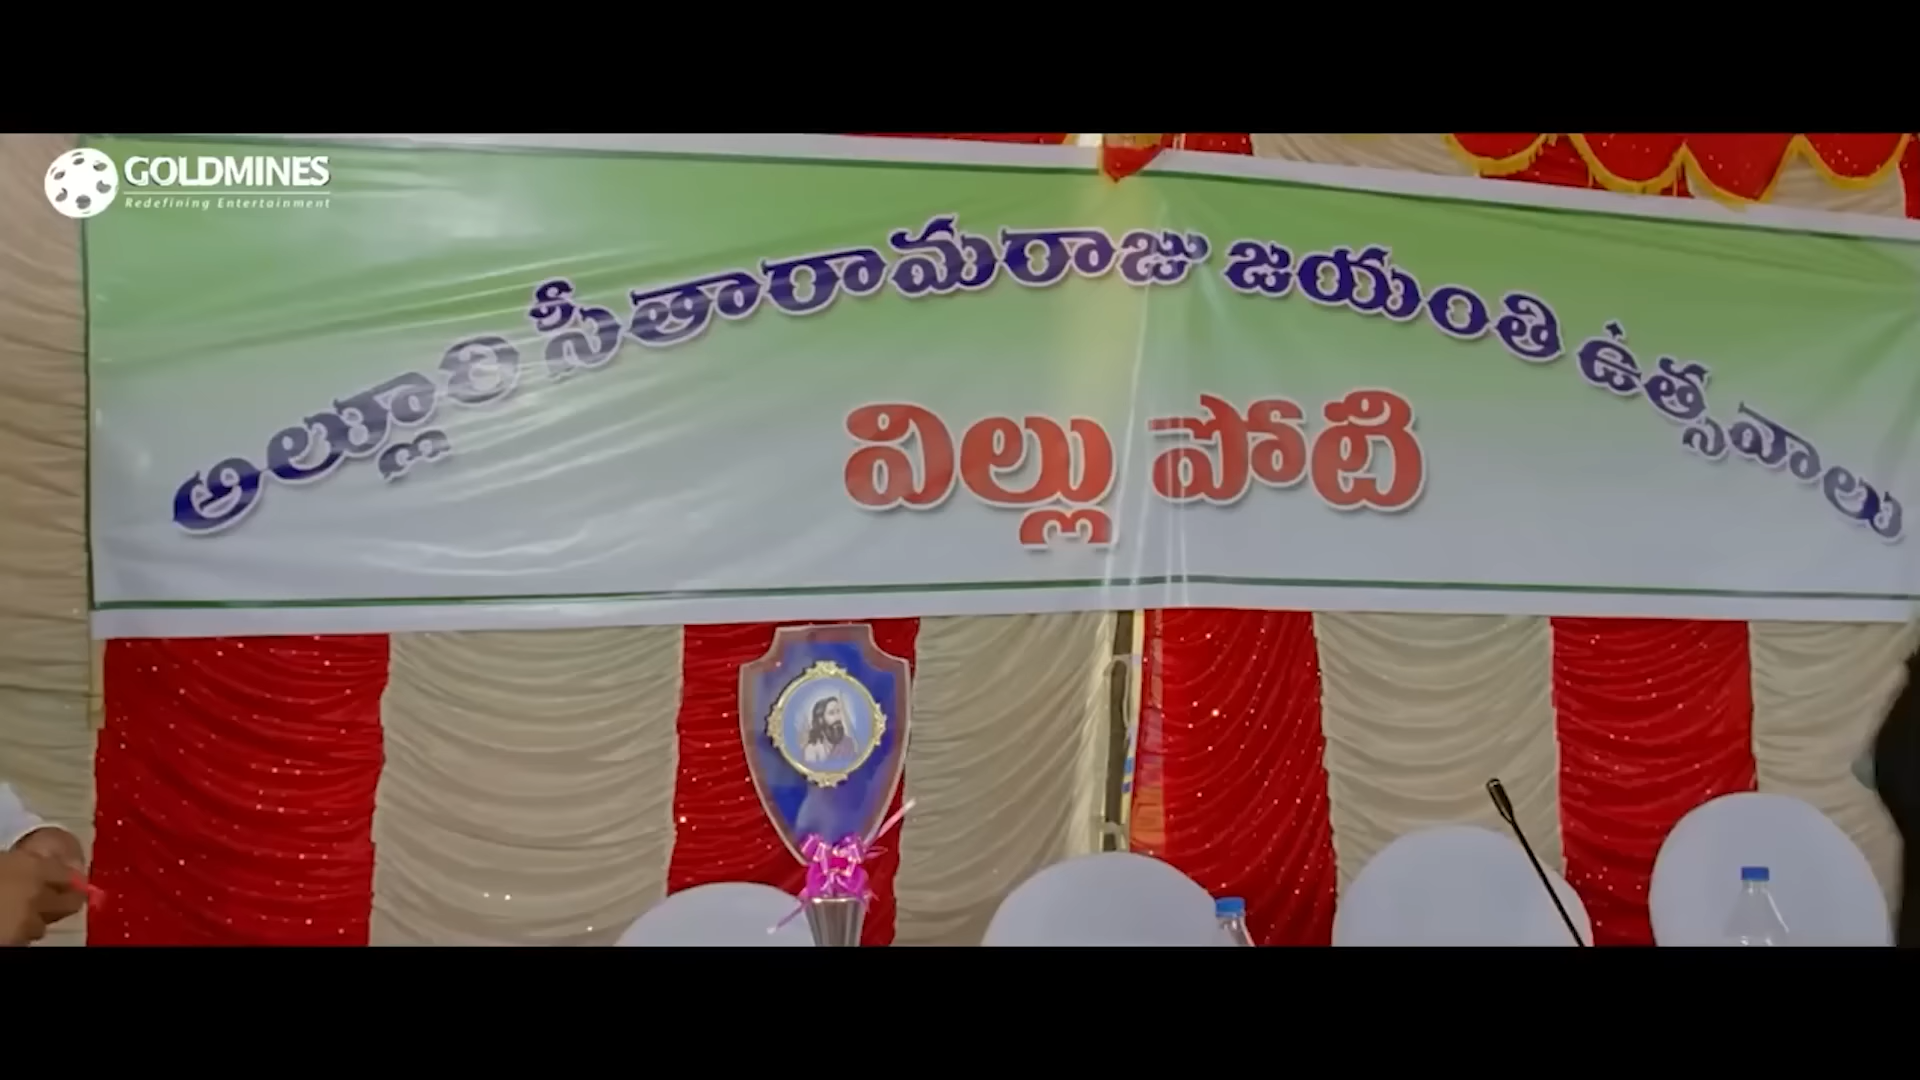 GOLDMINES
Redefining Entertainment
అల్లూరి సీతారామరాజు జయంతి ఉత్సవాలు
విల్లు పోటి